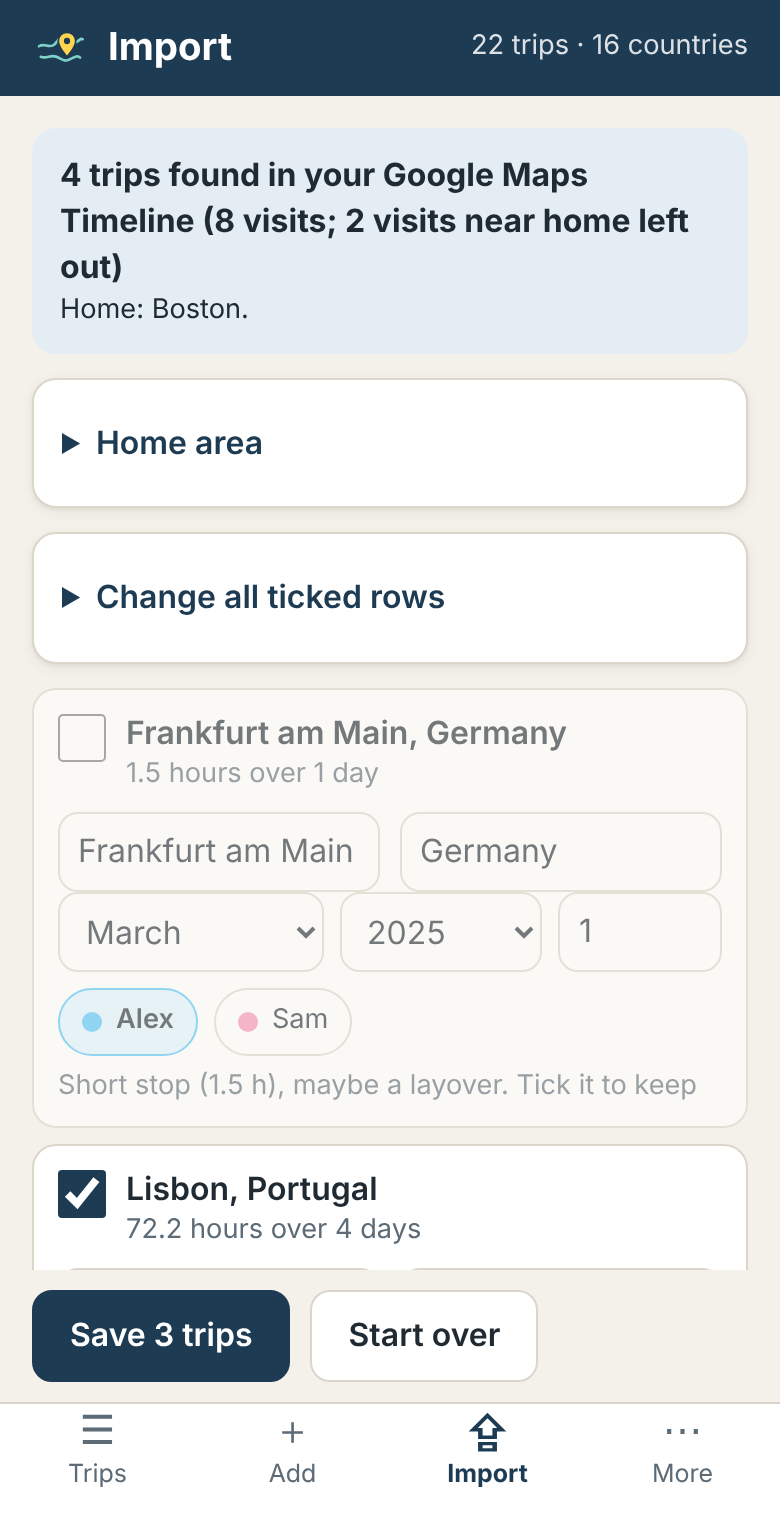 Import
22 trips · 16 countries
4 trips found in your Google Maps
Timeline (8 visits; 2 visits near home left
out)
Home: Boston.
Home area
Change all ticked rows
Frankfurt am Main, Germany
1.5 hours over 1 day
Frankfurt am Main
Germany
March
2025
1
Alex
Sam
Short stop (1.5 h), maybe a layover. Tick it to keep
Lisbon, Portugal
72.2 hours over 4 days
Save 3 trips
Start over
Trips
Add
Import
More